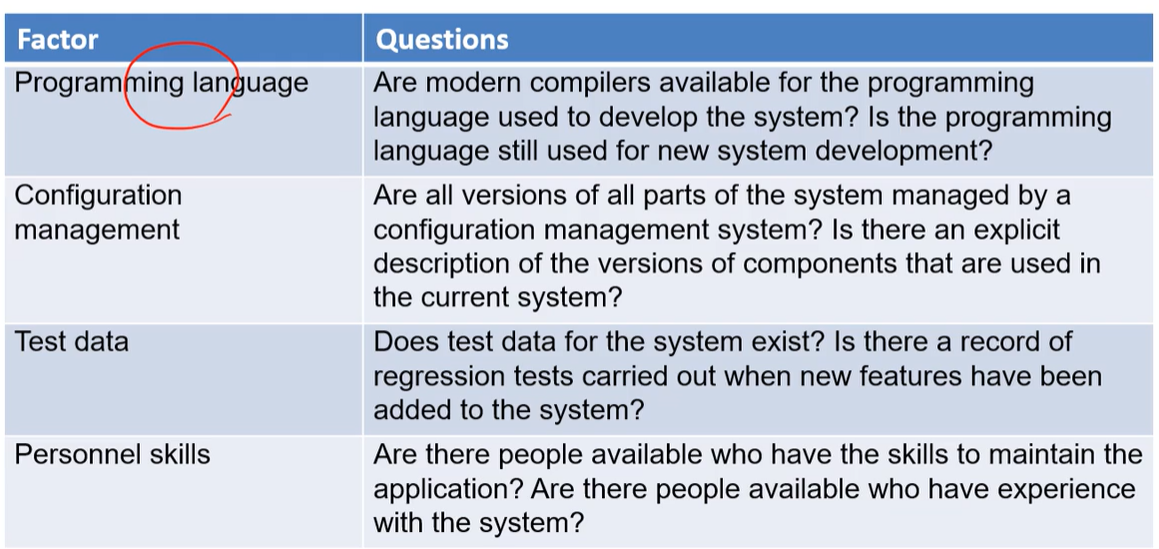 Factor
Questions
Programming language
Are modern compilers available for the programming
language used to develop the system? Is the programming
language still used for new system development?
Configuration
management
Are all versions of all parts of the system managed by a
configuration management system? Is there an explicit
description of the versions of components that are used in
the current system?
Test data
Does test data for the system exist? Is there a record of
regression tests carried out when new features have been
added to the system?
Personnel skills
Are there people available who have the skills to maintain the
application? Are there people available who have experience
with the system?